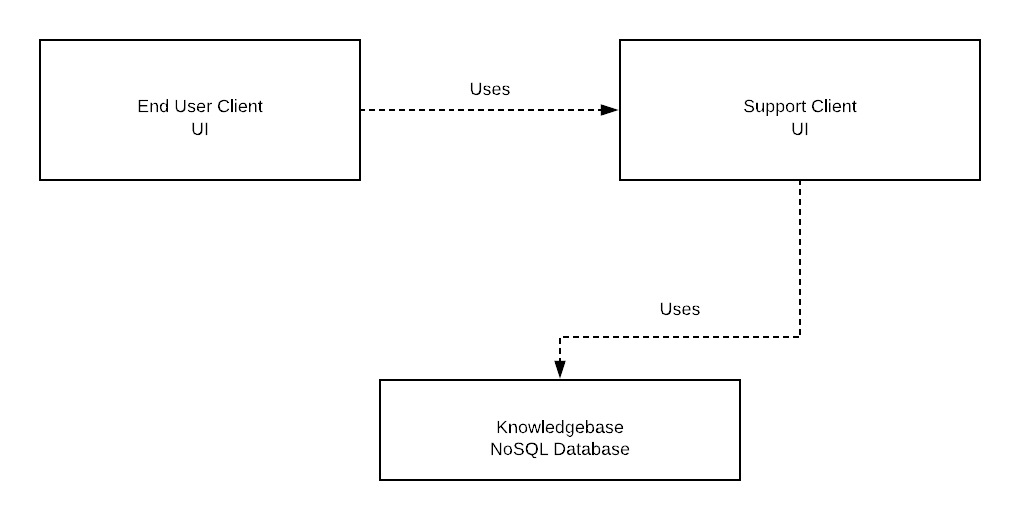 End User Client
UI
Uses
Support Client
UI
Uses
Knowledgebase
NoSQL Database